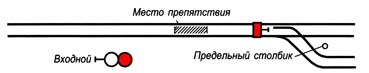 Место препятствия
Предельный столбик
Входной